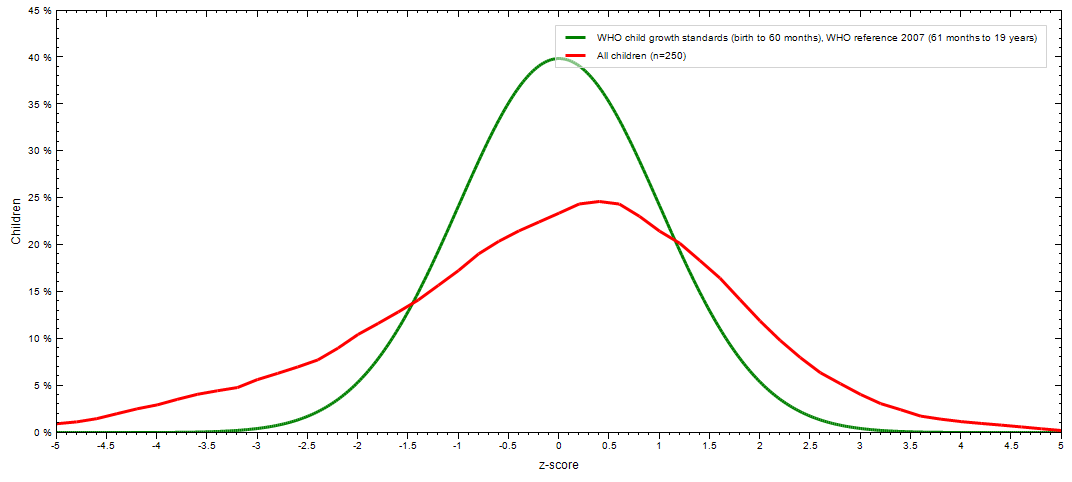 45 %
40 %
35 %
30 %
25 %
20 %
15 %
10 %
5 %
0 %
Children
WHO child growth standards (birth to 60 months), WHO reference 2007 (61 months to 19 years)
All children (n=250)
-5 -4.5 -4 -3.5 -3 -2.5 -2 -1.5 -1 -0.5 0 0.5 1 1.5 2 2.5 3 3.5 4 4.5 5
z-score